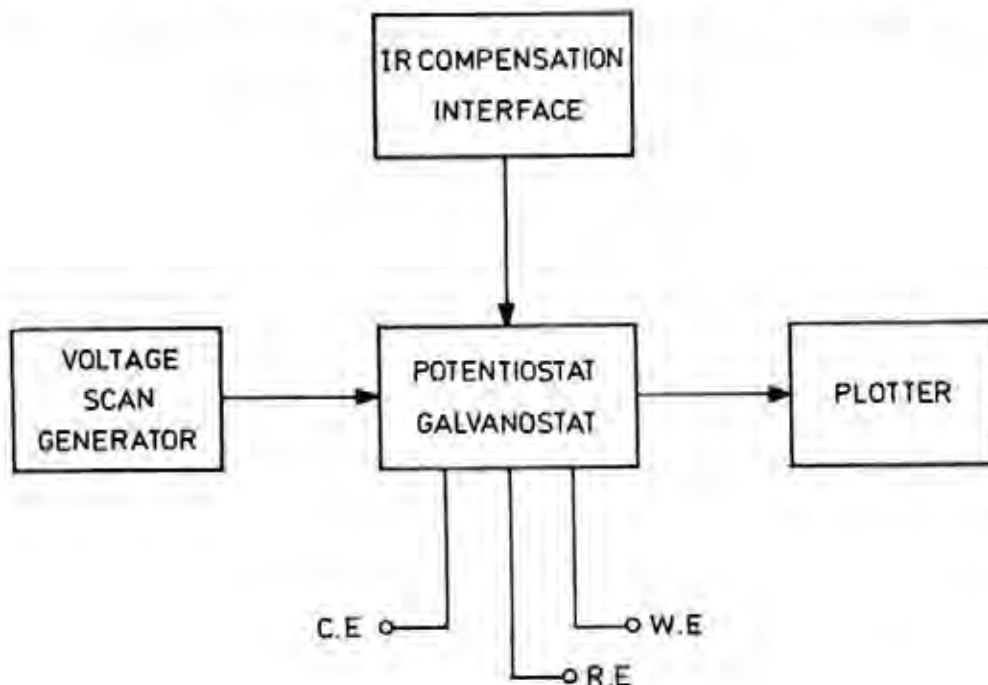 IR COMPENSATION
INTERFACE
VOLTAGE
SCAN
GENERATOR
POTENTIOSTAT
GALVANOSTAT
PLOTTER
C.E
W.E
R.E